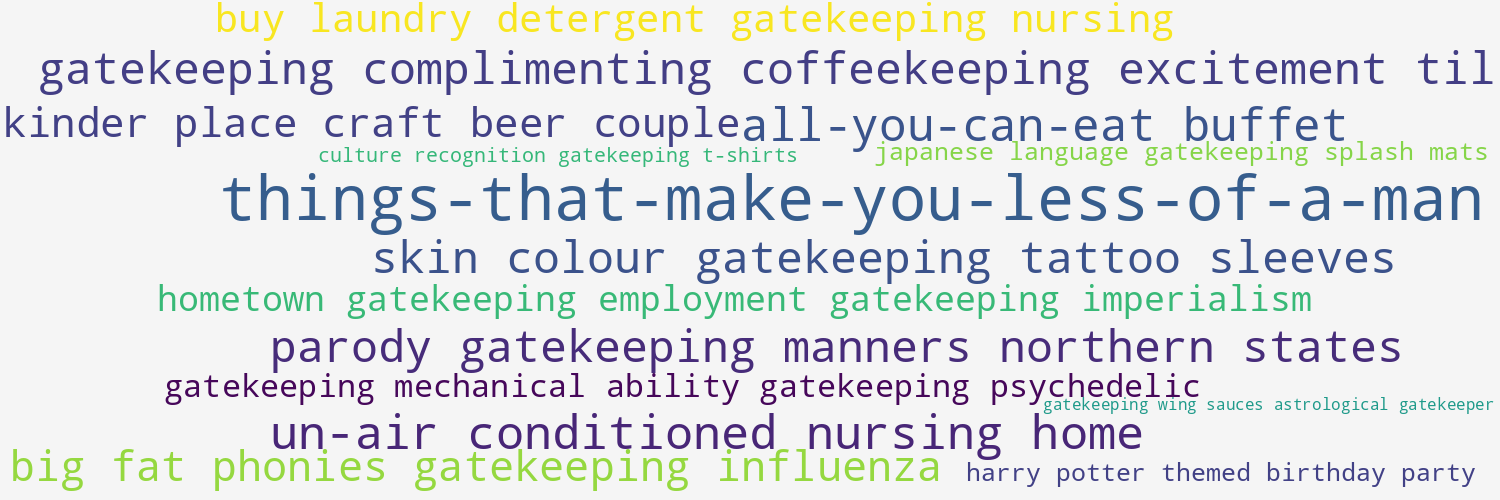 buy laundry detergent gatekeeping nursing
gatekeeping complimenting coffeekeeping excitement til
kinder place craft beer couple
all-you-can-eat buffet
culture recognition gatekeeping t-shirts
japanese language gatekeeping splash mats
things-that-make-you-less-of-a-man
skin colour gatekeeping tattoo sleeves
hometown gatekeeping employment gatekeeping imperialism
parody gatekeeping manners northern states
gatekeeping mechanical ability gatekeeping psychedelic
gatekeeping wing sauces astrological gatekeeper
un-air conditioned nursing home
big fat phonies gatekeeping influenza
harry potter themed birthday party